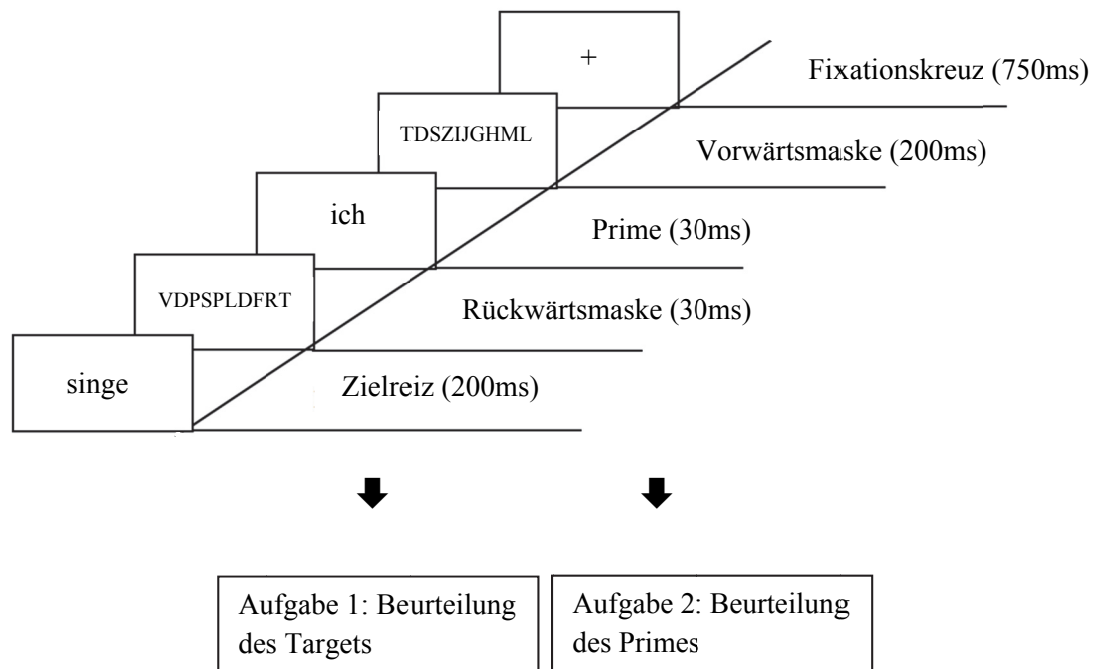 +
Fixationskreuz (750ms)
TDSZIJGHML
Vorwärtsmaske (200ms)
ich
Prime (30ms)
VDPSPLDFRT
Rückwärtsmaske (30ms)
singe
Zielreiz (200ms)
Aufgabe 1: Beurteilung
des Targets
Aufgabe 2: Beurteilung
des Primes